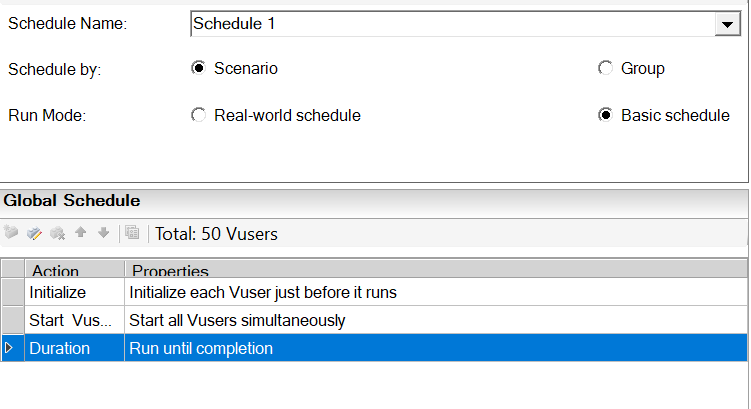 Schedule Name: Schedule 1
Schedule by: Scenario Group
Run Mode: Real-world schedule Basic schedule
Global Schedule
Total: 50 Vusers
Action Properties
Initialize Initialize each Vuser just before it runs
Start Vus... Start all Vusers simultaneously
Duration Run until completion